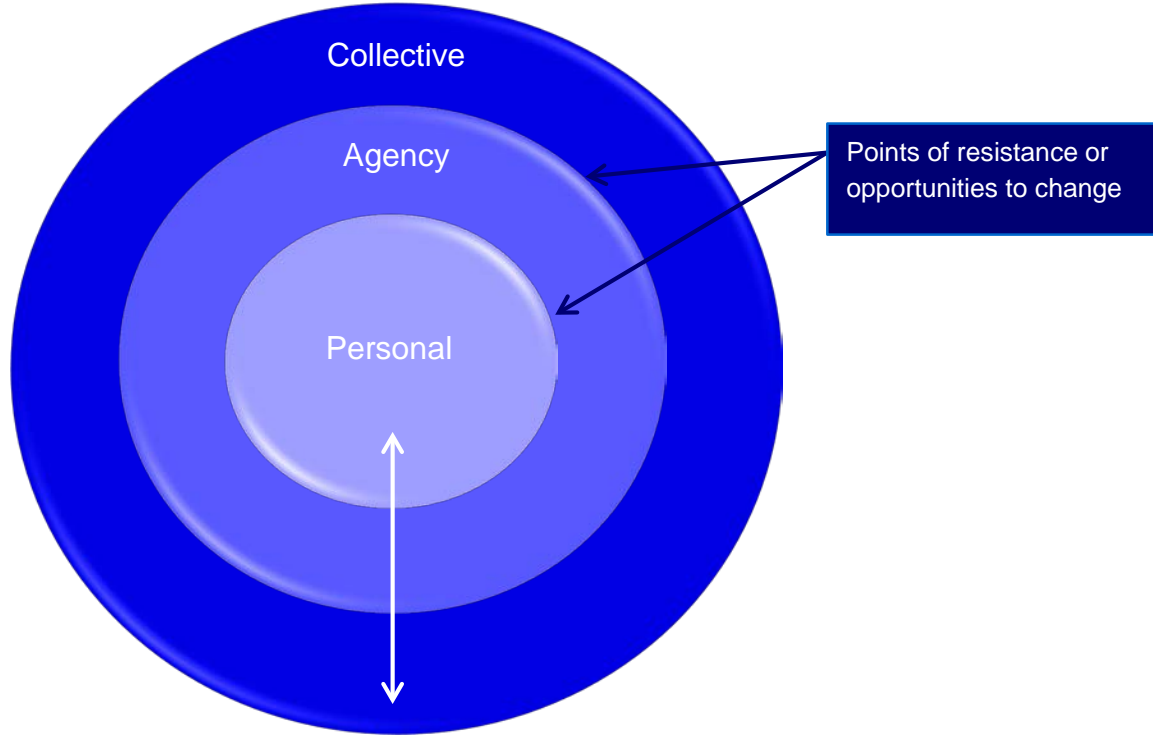 Collective
Agency
Personal
Points of resistance or
opportunities to change